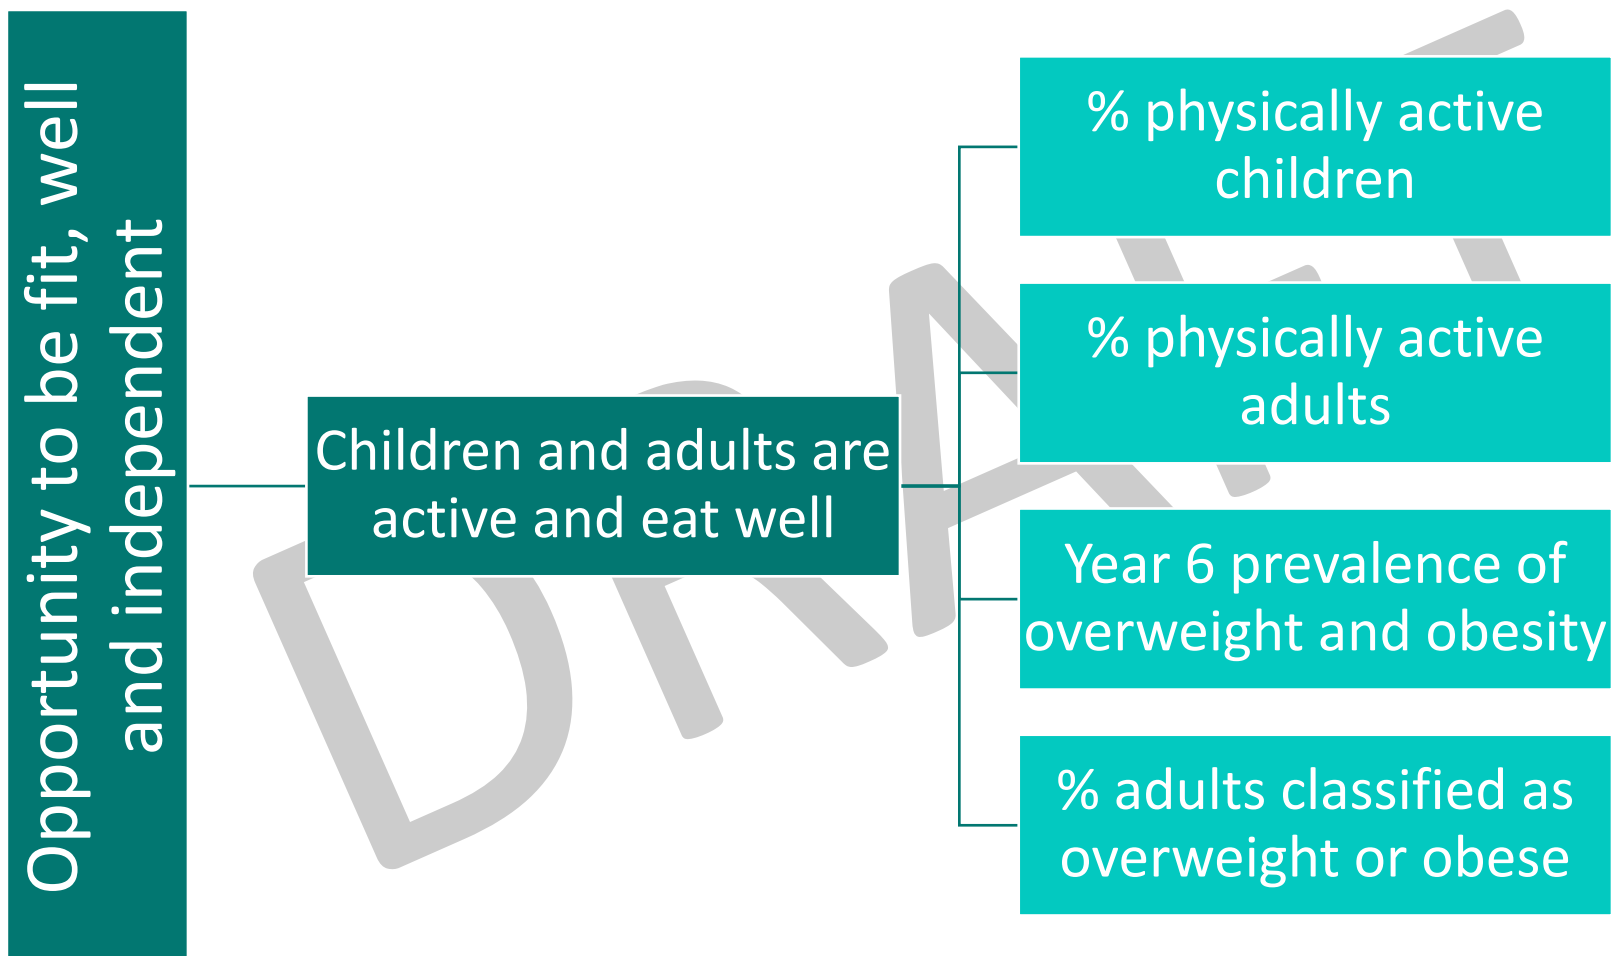 Opportunity to be fit, well
and independent
Children and adults are
active and eat well
% physically active
children
% physically active
adults
Year 6 prevalence of
overweight and obesity
% adults classified as
overweight or obese
DRAFT